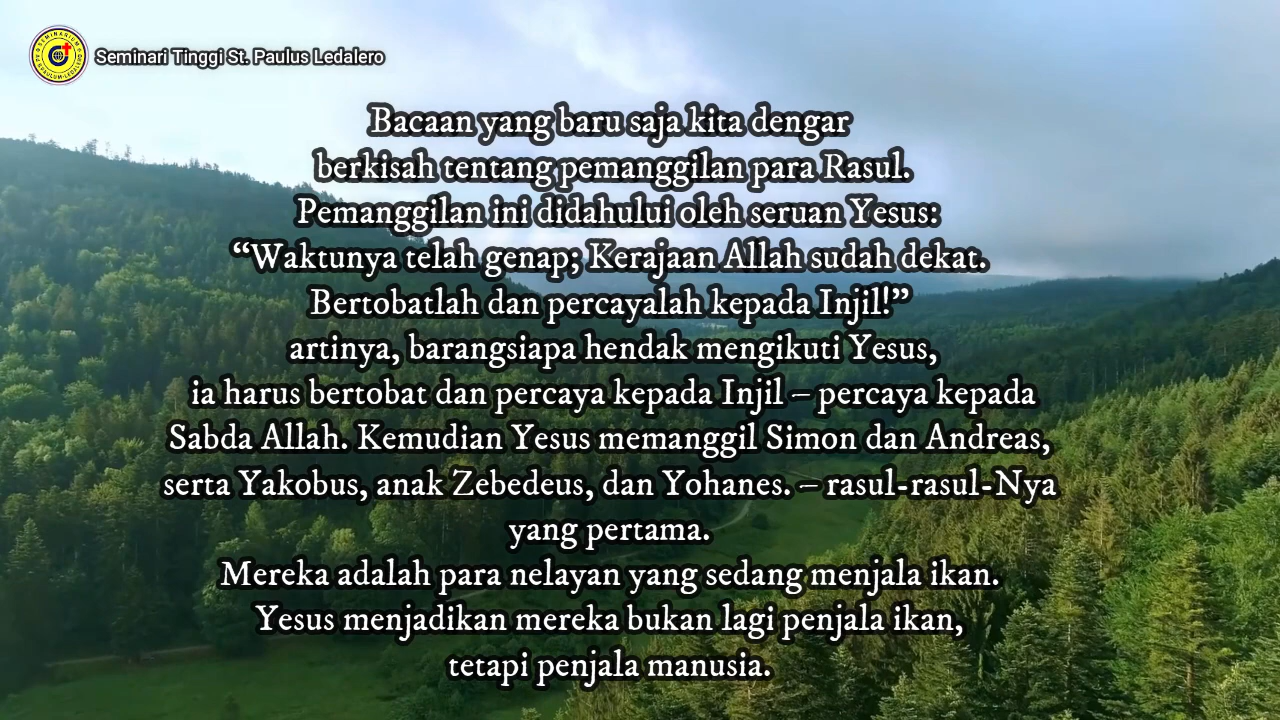 Seminari Tinggi St. Paulus Ledalero
Bacaan yang baru saja kita dengar
berkisah tentang pemanggilan para Rasul.
Pemanggilan ini didahului oleh seruan Yesus:
“Waktunya telah genap; Kerajaan Allah sudah dekat.
Bertobatlah dan percayalah kepada Injil!”
artinya, barangsiapa hendak mengikuti Yesus,
ia harus bertobat dan percaya kepada Injil – percaya kepada
Sabda Allah. Kemudian Yesus memanggil Simon dan Andreas,
serta Yakobus, anak Zebedeus, dan Yohanes. – rasul-rasul-Nya
yang pertama.
Mereka adalah para nelayan yang sedang menjala ikan.
Yesus menjadikan mereka bukan lagi penjala ikan,
tetapi penjala manusia.